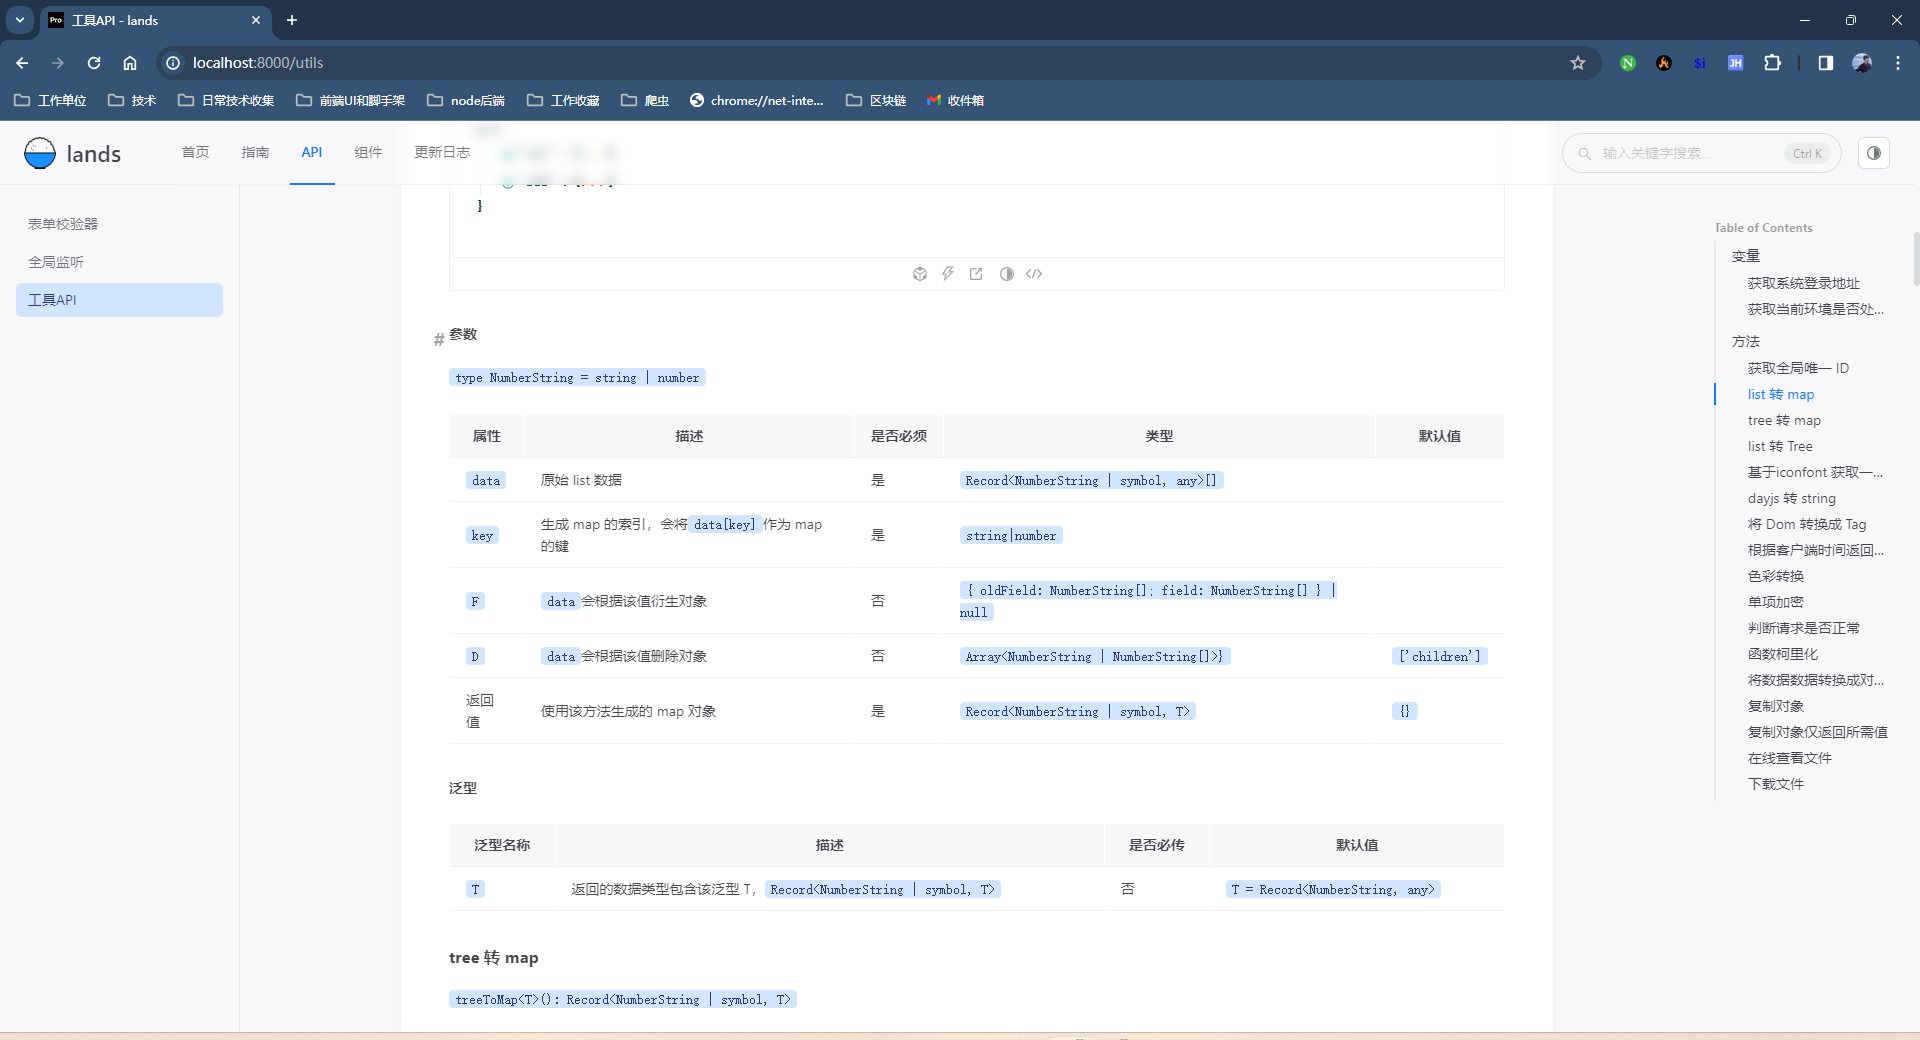 Pro 工具API - lands
localhost:8000/utils
N $i JH
工作单位 技术 日常技术收集 前端UI和脚手架 node后端 工作收藏 爬虫 chrome://net-inte... 区块链 收件箱
lands 首页 指南 API 组件 更新日志 输入关键字搜索... Ctrl K
表单校验器
全局监听
工具API
}
# 参数
type NumberString = string | number
属性 描述 是否必须 类型 默认值
data 原始 list 数据 是 Record<NumberString | symbol, any>[]
key 生成 map 的索引，会将 data[key] 作为 map 的键 是 string|number
F data 会根据该值衍生对象 否 { oldField: NumberString[]; field: NumberString[] } | null
D data 会根据该值删除对象 否 Array<NumberString | NumberString[]>} ['children']
返回值 使用该方法生成的 map 对象 是 Record<NumberString | symbol, T> {}
泛型
泛型名称 描述 是否必传 默认值
T 返回的数据类型包含该泛型 T， Record<NumberString | symbol, T> 否 T = Record<NumberString, any>
tree 转 map
treeToMap<T>(): Record<NumberString | symbol, T>
Table of Contents
变量
获取系统登录地址
获取当前环境是否处...
方法
获取全局唯一 ID
list 转 map
tree 转 map
list 转 Tree
基于iconfont 获取一...
dayjs 转 string
将 Dom 转换成 Tag
根据客户端时间返回...
色彩转换
单项加密
判断请求是否正常
函数柯里化
将数据数据转换成对...
复制对象
复制对象仅返回所需值
在线查看文件
下载文件